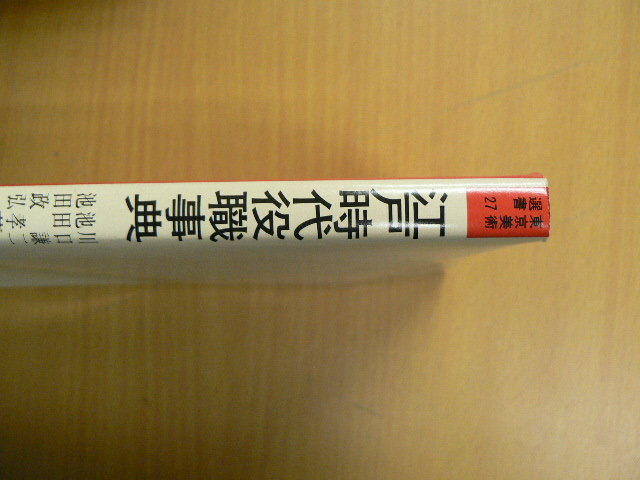 東京美術
選書
27
江戸時代役職事典
川口謙二
池田孝
池田政弘